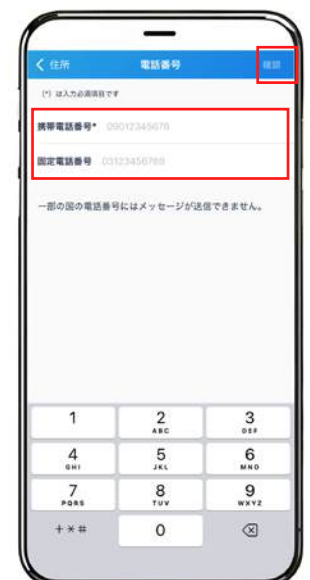 住所 電話番号 確認
(*) は入力必須項目です
携帯電話番号* 09012345678
固定電話番号 03123456789
一部の国の電話番号にはメッセージが送信できません。
1 2 3
ABC DEF
4 5 6
GHI JKL MNO
7 8 9
PQRS TUV WXYZ
+*# 0